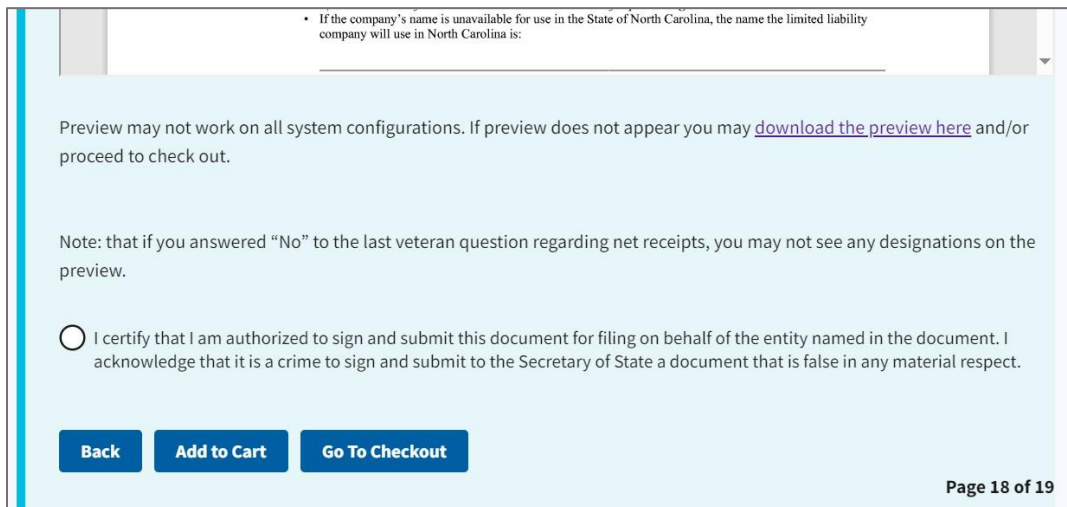 • If the company’s name is unavailable for use in the State of North Carolina, the name the limited liability
company will use in North Carolina is:
Preview may not work on all system configurations. If preview does not appear you may download the preview here and/or
proceed to check out.
Note: that if you answered “No” to the last veteran question regarding net receipts, you may not see any designations on the
preview.
I certify that I am authorized to sign and submit this document for filing on behalf of the entity named in the document. I
acknowledge that it is a crime to sign and submit to the Secretary of State a document that is false in any material respect.
Back Add to Cart Go To Checkout
Page 18 of 19